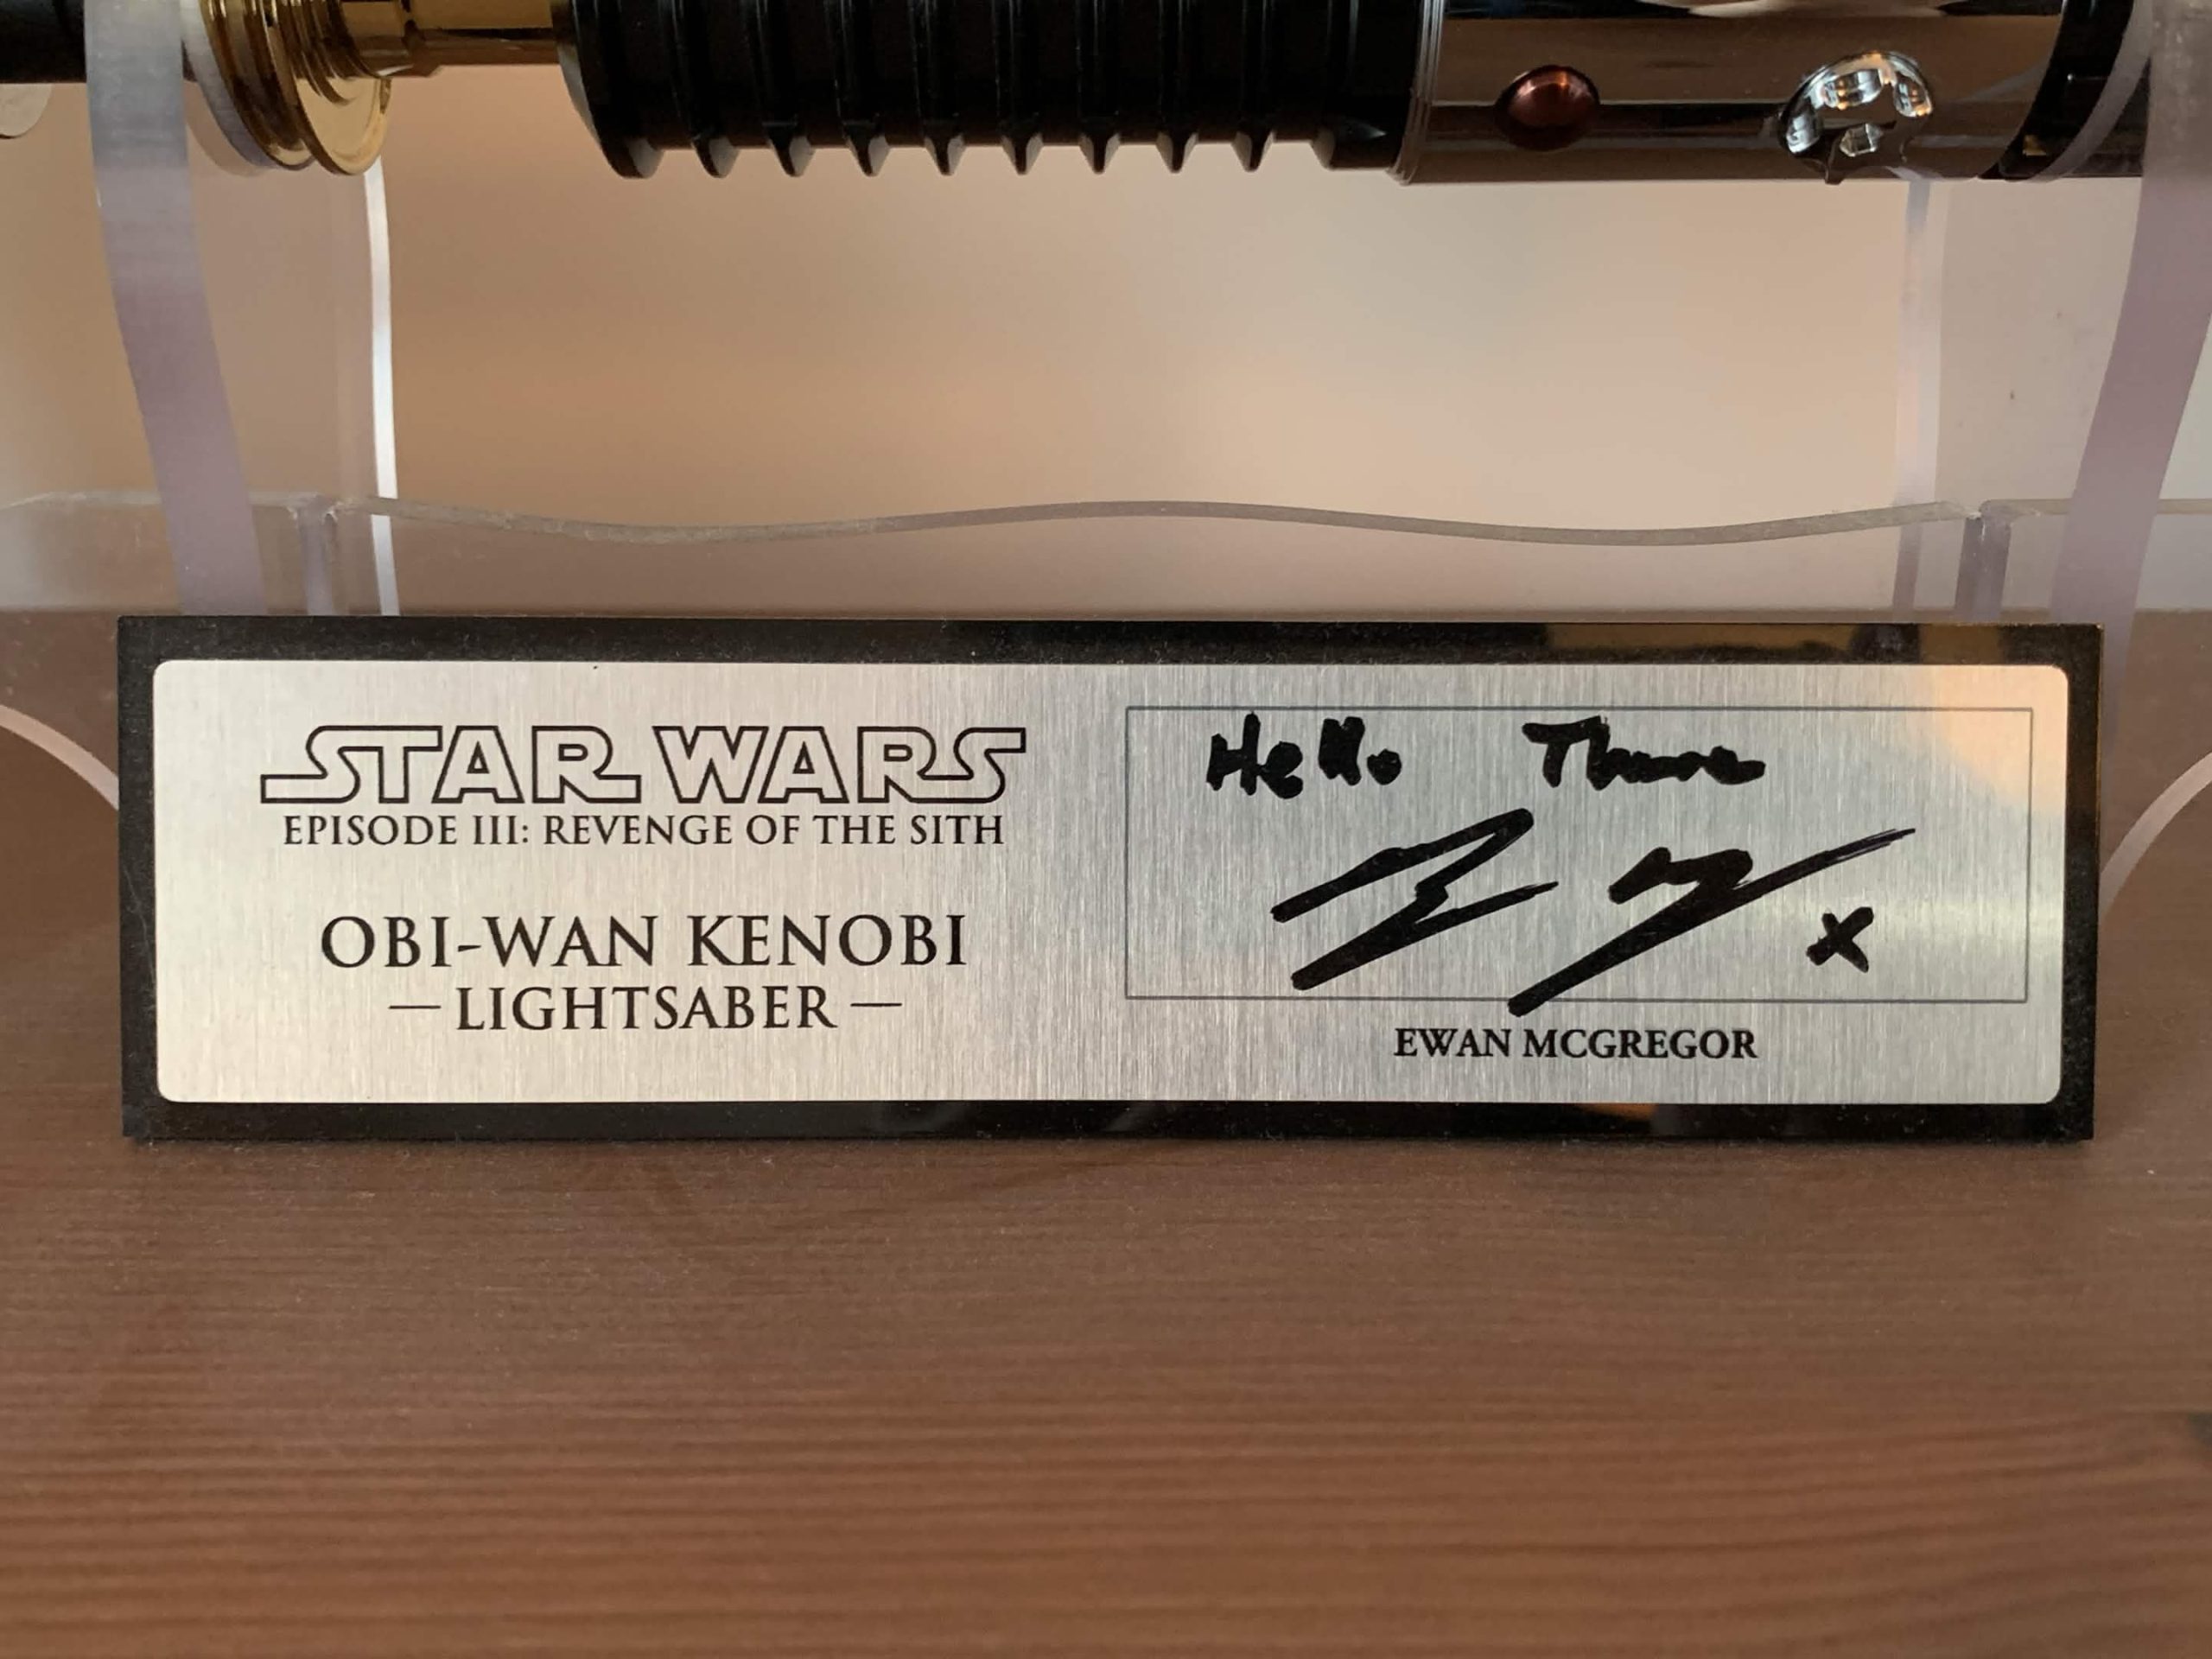 STAR WARS
EPISODE III: REVENGE OF THE SITH
OBI-WAN KENOBI
— LIGHTSABER —
Hello There
x
EWAN MCGREGOR